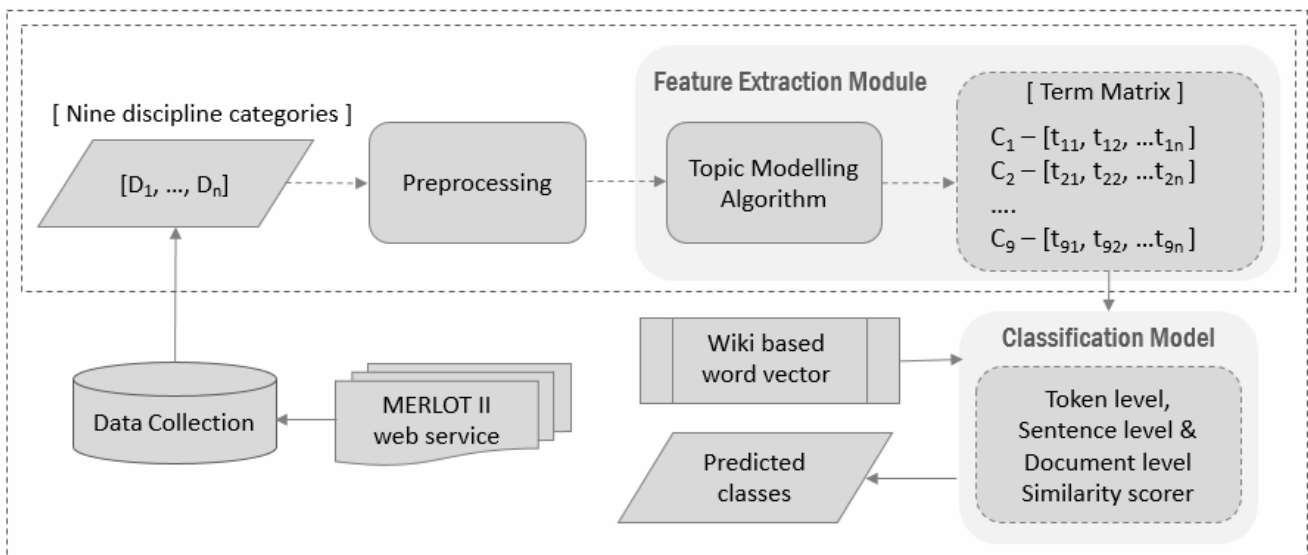 Feature Extraction Module
[ Nine discipline categories ]
[D₁, ..., Dₙ]
Preprocessing
Topic Modelling
Algorithm
[ Term Matrix ]
C₁ – [t₁₁, t₁₂, ...t₁ₙ]
C₂ – [t₂₁, t₂₂, ...t₂ₙ]
....
C₉ – [t₉₁, t₉₂, ...t₉ₙ]
Data Collection
MERLOT II
web service
Wiki based
word vector
Predicted
classes
Classification Model
Token level,
Sentence level &
Document level
Similarity scorer